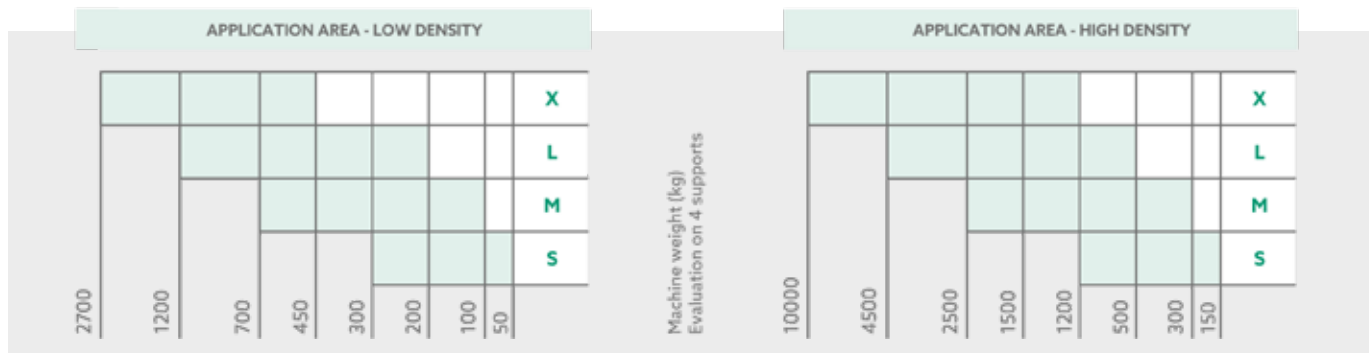 APPLICATION AREA - LOW DENSITY
X
L
M
S
2700
1200
700
450
300
200
100
50
Machine weight (kg)
Evaluation on 4 supports
APPLICATION AREA - HIGH DENSITY
X
L
M
S
10000
4500
2500
1500
1200
500
300
150